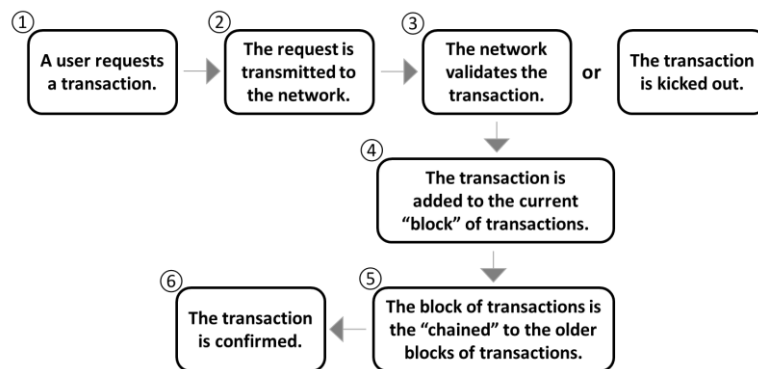 ①
A user requests
a transaction.
②
The request is
transmitted to
the network.
③
The network
validates the
transaction.
or
The transaction
is kicked out.
④
The transaction is
added to the current
“block” of transactions.
⑤
The block of transactions is
the “chained” to the older
blocks of transactions.
⑥
The transaction
is confirmed.